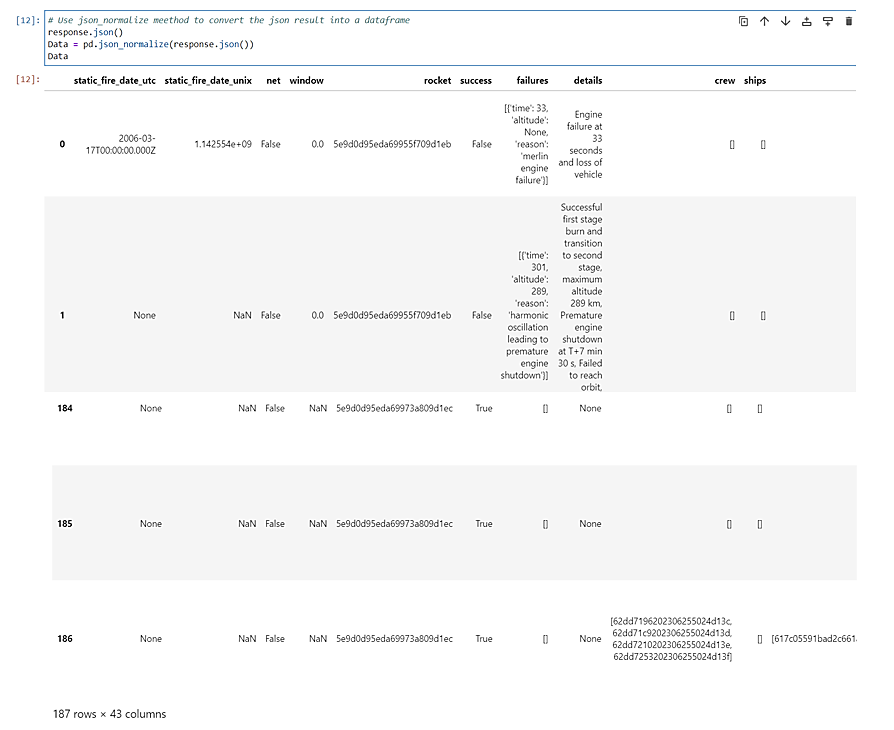 [12]: # Use json_normalize meethod to convert the json result into a dataframe
response.json()
Data = pd.json_normalize(response.json())
Data
[12]:
static_fire_date_utc static_fire_date_unix net window rocket success failures details crew ships
0 2006-03-17T00:00:00.000Z 1.142554e+09 False 0.0 5e9d0d95eda69955f709d1eb False [{'time': 33, 'altitude': None, 'reason': 'merlin engine failure'}] Engine failure at 33 seconds and loss of vehicle [] []
1 None NaN False 0.0 5e9d0d95eda69955f709d1eb False [{'time': 301, 'altitude': 289, 'reason': 'harmonic oscillation leading to premature engine shutdown'}] Successful first stage burn and transition to second stage, maximum altitude 289 km, Premature engine shutdown at T+7 min 30 s, Failed to reach orbit, [] []
184 None NaN False NaN 5e9d0d95eda69973a809d1ec True [] None [] []
185 None NaN False NaN 5e9d0d95eda69973a809d1ec True [] None [] []
186 None NaN False NaN 5e9d0d95eda69973a809d1ec True [] None [62dd7196202306255024d13c, 62dd71c9202306255024d13d, 62dd7210202306255024d13e, 62dd7253202306255024d13f] [] [617c05591bad2c661
187 rows × 43 columns